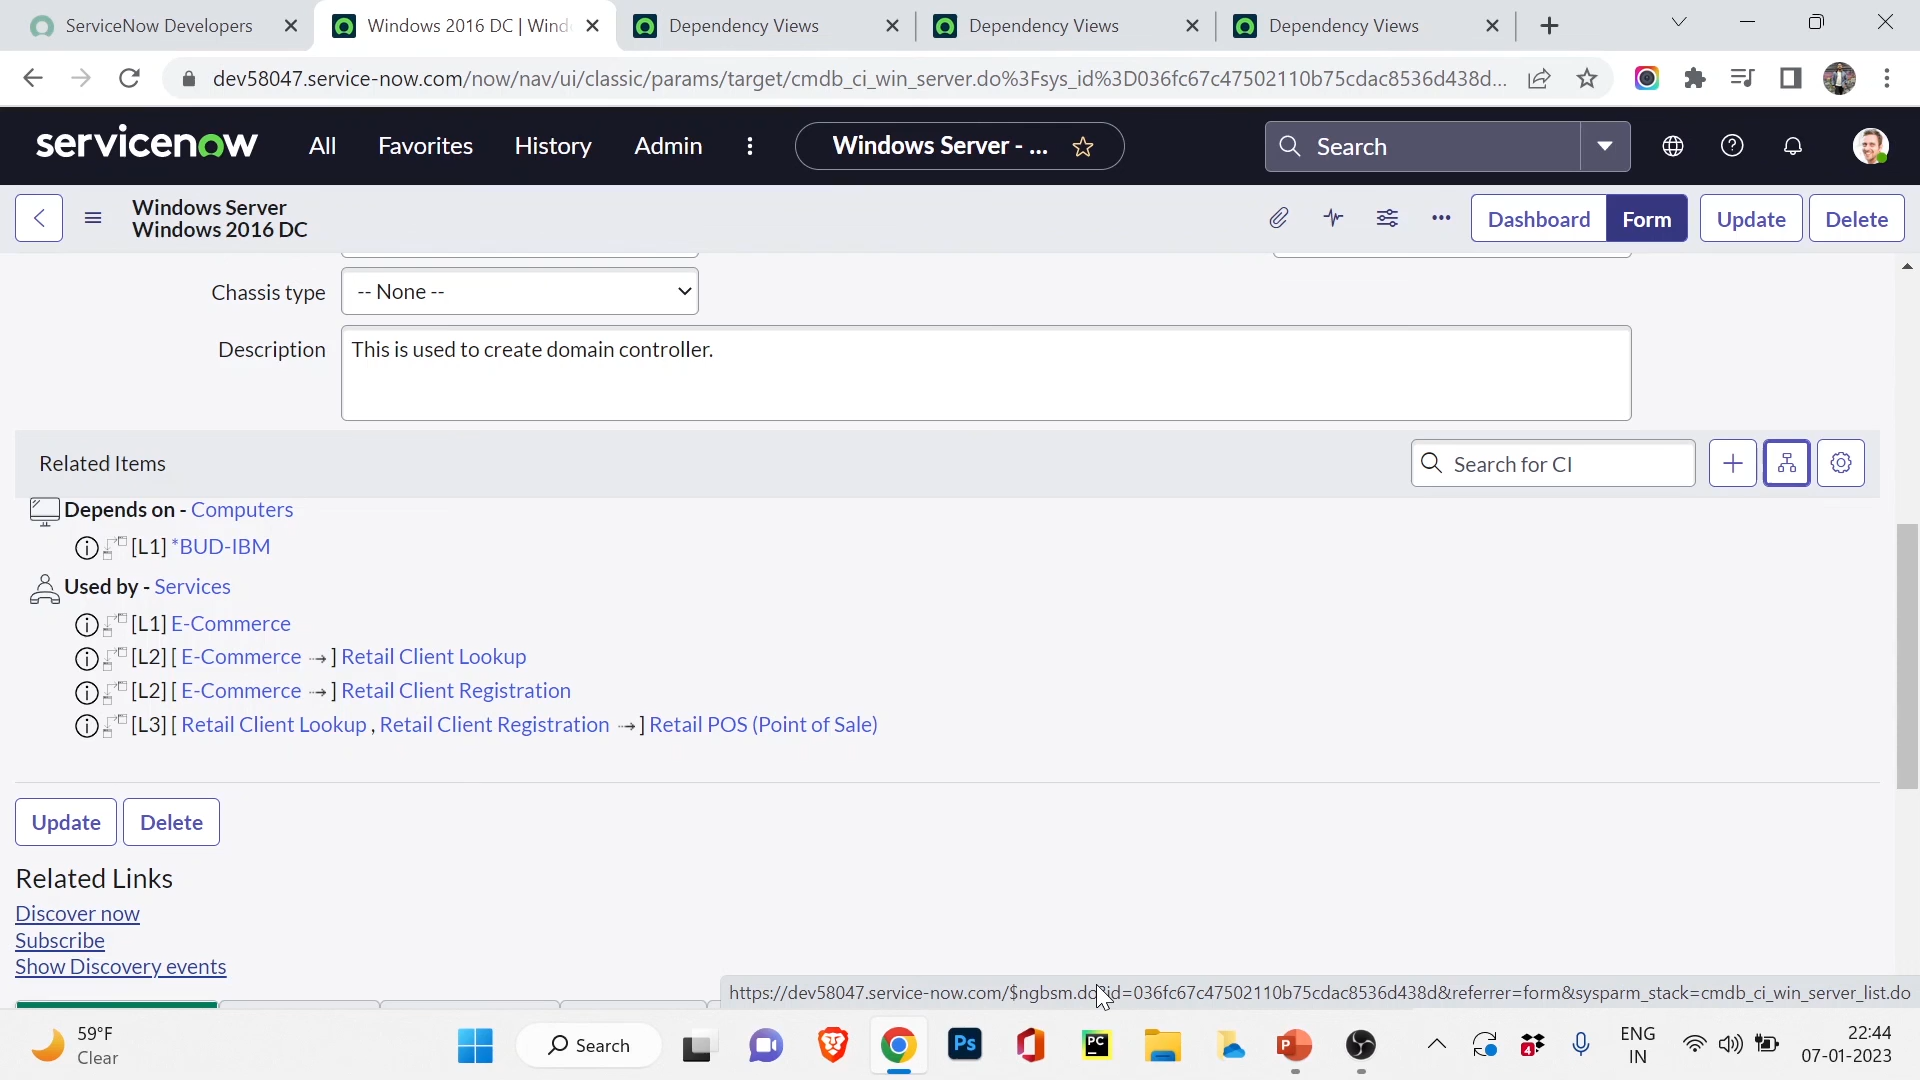 ServiceNow Developers
Windows 2016 DC | Wind
Dependency Views
Dependency Views
Dependency Views
dev58047.service-now.com/now/nav/ui/classic/params/target/cmdb_ci_win_server.do%3Fsys_id%3D036fc67c47502110b75cdac8536d438d...
servicenow
All
Favorites
History
Admin
Windows Server - ...
Search
Windows Server
Windows 2016 DC
Dashboard
Form
Update
Delete
Chassis type
-- None --
Description
This is used to create domain controller.
Related Items
Search for CI
Depends on - Computers
[L1] *BUD-IBM
Used by - Services
[L1] E-Commerce
[L2] [ E-Commerce → ] Retail Client Lookup
[L2] [ E-Commerce → ] Retail Client Registration
[L3] [ Retail Client Lookup , Retail Client Registration → ] Retail POS (Point of Sale)
Update
Delete
Related Links
Discover now
Subscribe
Show Discovery events
https://dev58047.service-now.com/$ngbsm.do?id=036fc67c47502110b75cdac8536d438d&referrer=form&sysparm_stack=cmdb_ci_win_server_list.do
59°F
Clear
Search
Ps
PC
P
4
ENG
IN
22:44
07-01-2023